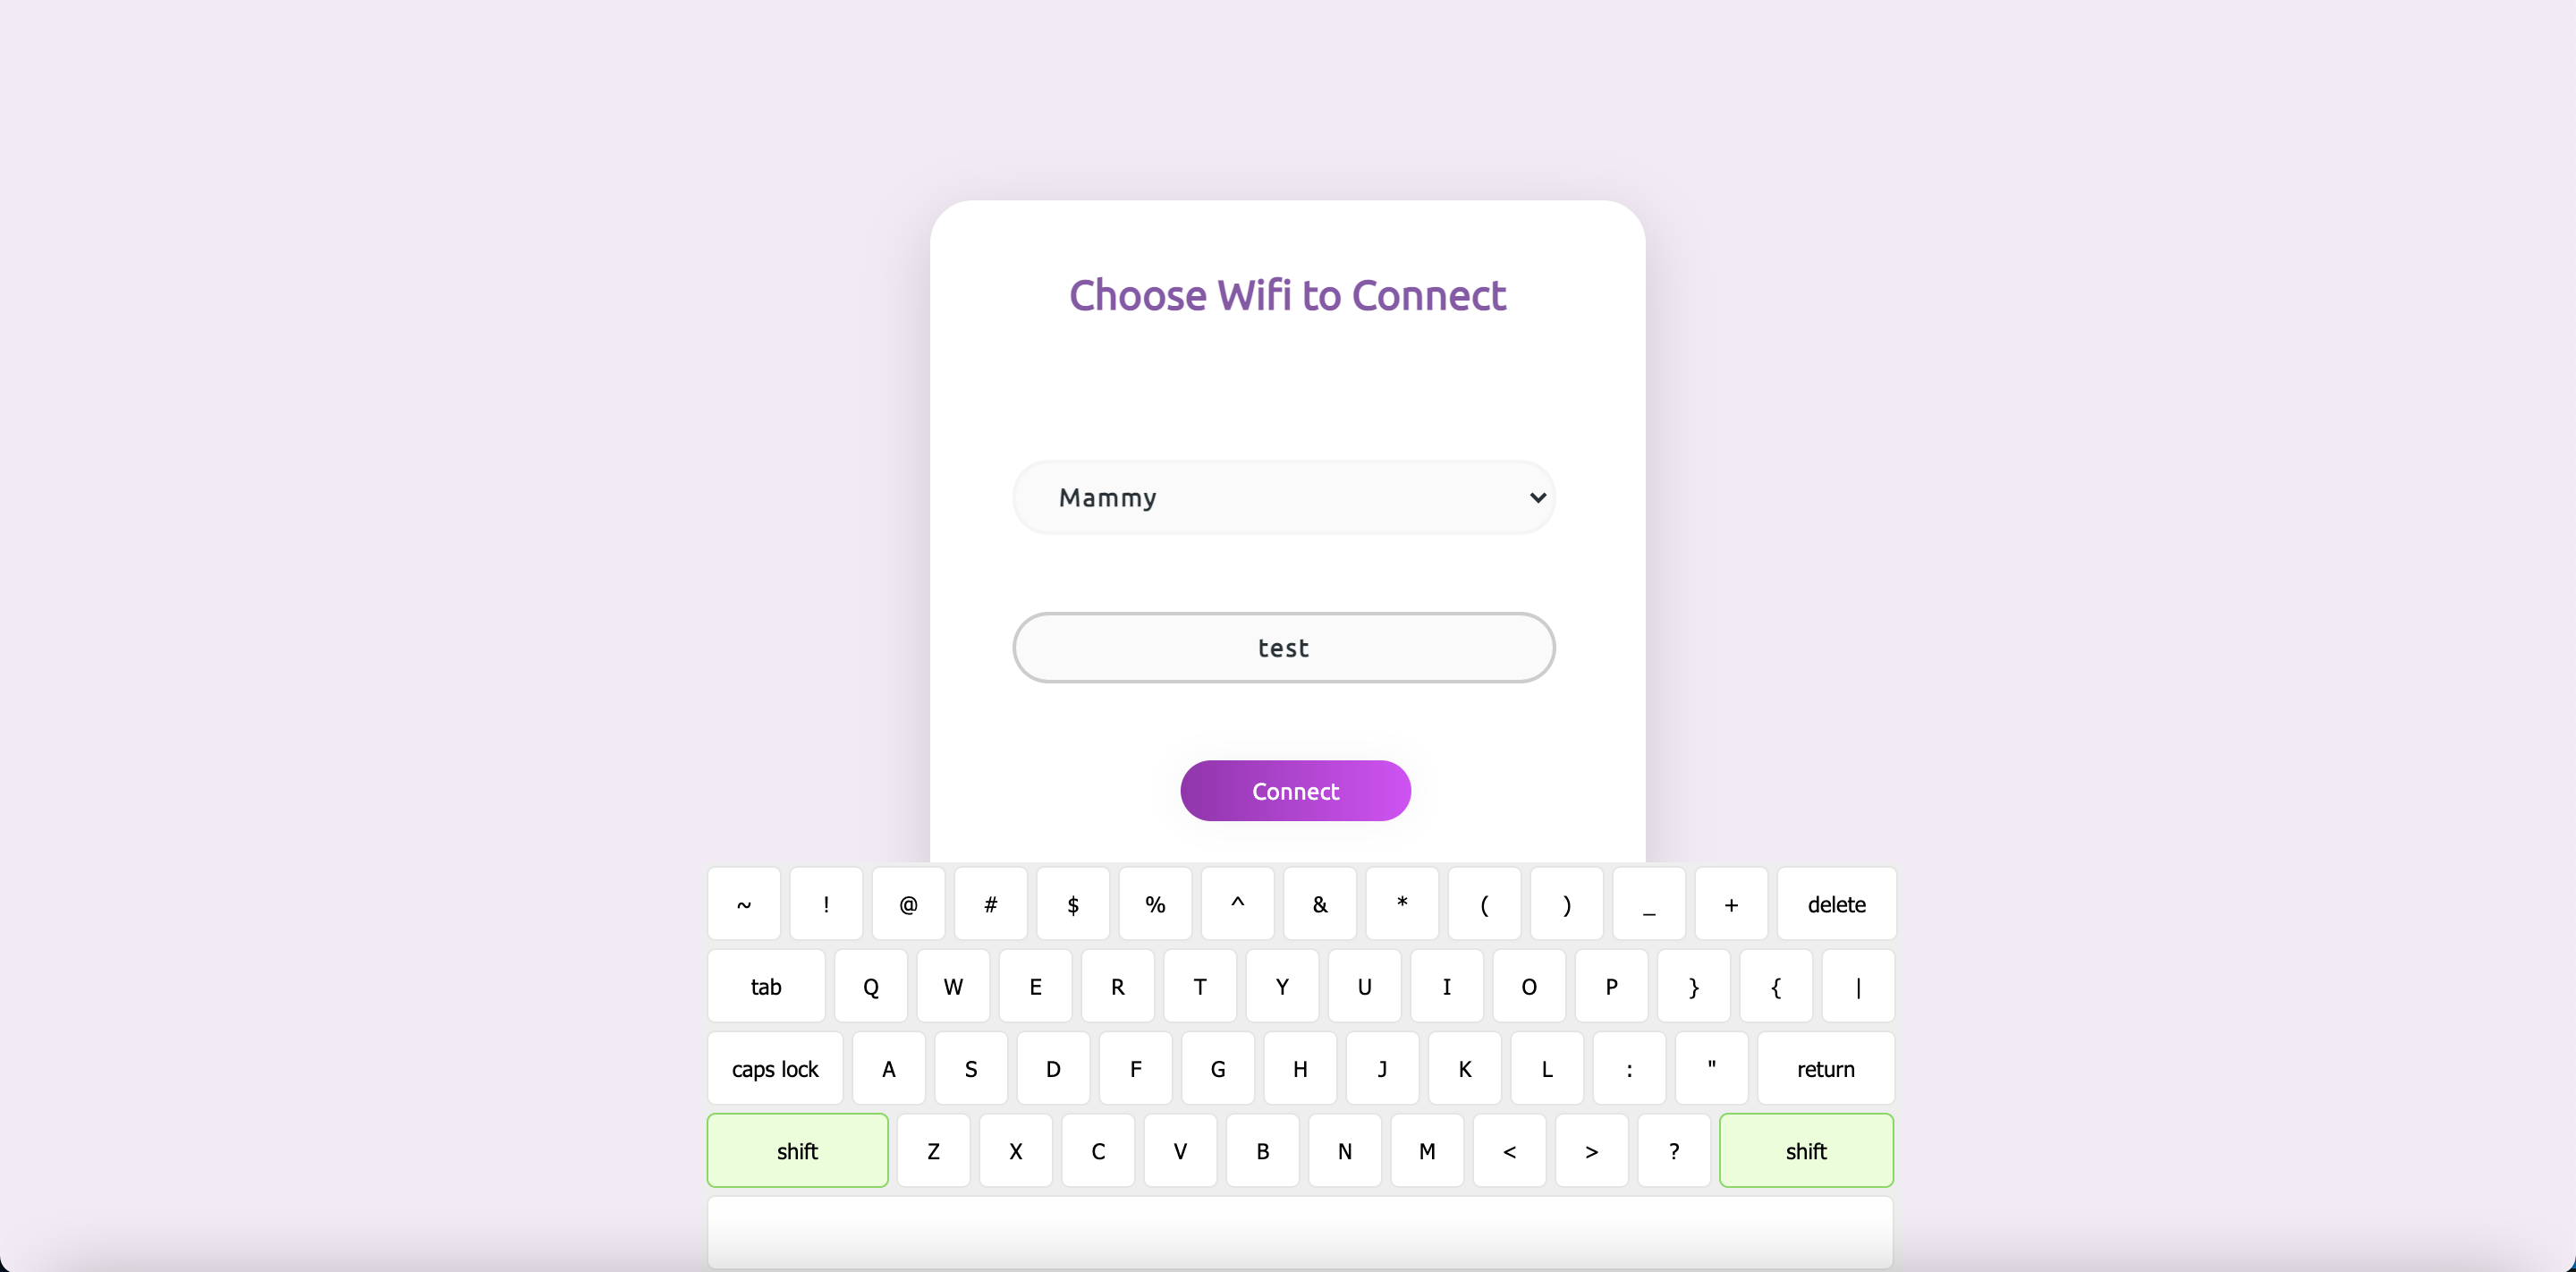 Choose Wifi to Connect
Mammy
test
Connect
~ ! @ # $ % ^ & * ( ) _ + delete
tab Q W E R T Y U I O P } { |
caps lock A S D F G H J K L : " return
shift Z X C V B N M < > ? shift